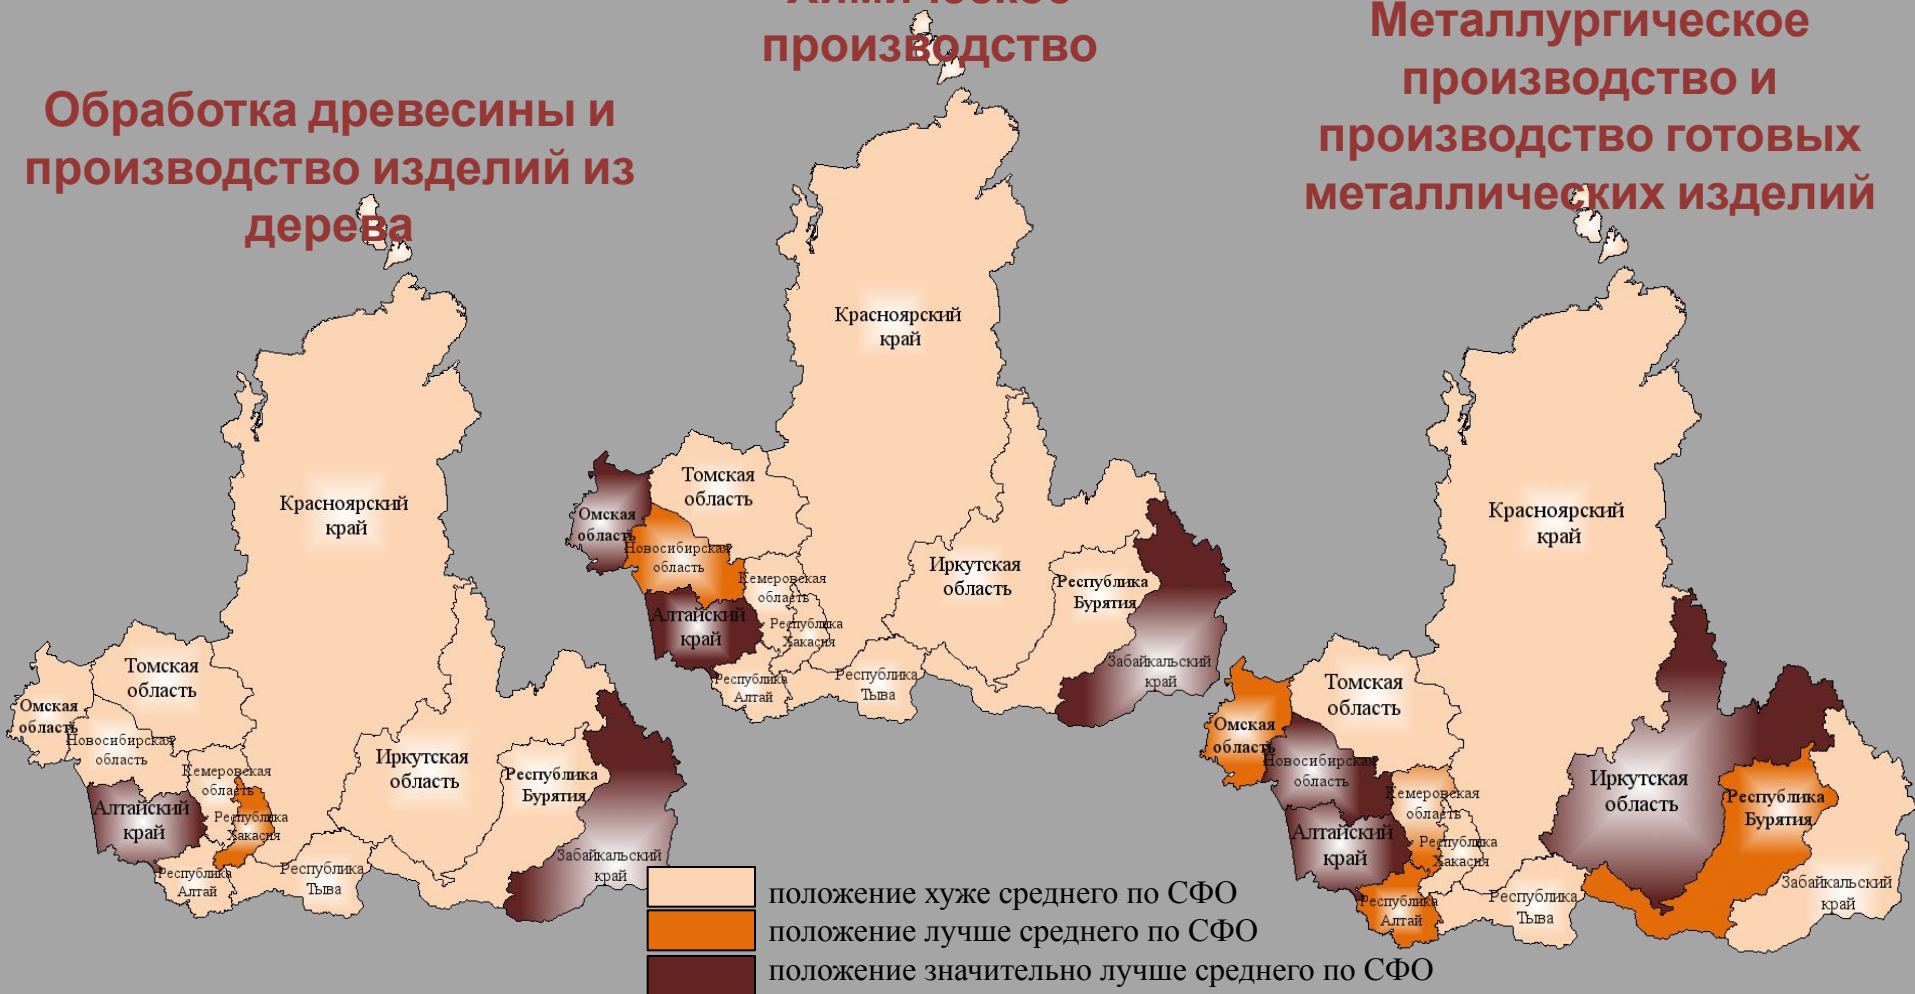 Химическое
производство
Металлургическое
производство и
производство готовых
металлических изделий
Обработка древесины и
производство изделий из
дерева
Красноярский
край
Томская
область
Омская
область
Новосибирская
область
Кемеровская
область
Алтайский
край
Республика
Хакасия
Республика
Алтай
Республика
Тыва
Иркутская
область
Республика
Бурятия
Забайкальский
край
Красноярский
край
Томская
область
Омская
область
Новосибирская
область
Кемеровская
область
Алтайский
край
Республика
Хакасия
Республика
Алтай
Республика
Тыва
Иркутская
область
Республика
Бурятия
Забайкальский
край
Красноярский
край
Томская
область
Омская
область
Новосибирская
область
Кемеровская
область
Алтайский
край
Республика
Хакасия
Республика
Алтай
Республика
Тыва
Иркутская
область
Республика
Бурятия
Забайкальский
край
положение хуже среднего по СФО
положение лучше среднего по СФО
положение значительно лучше среднего по СФО